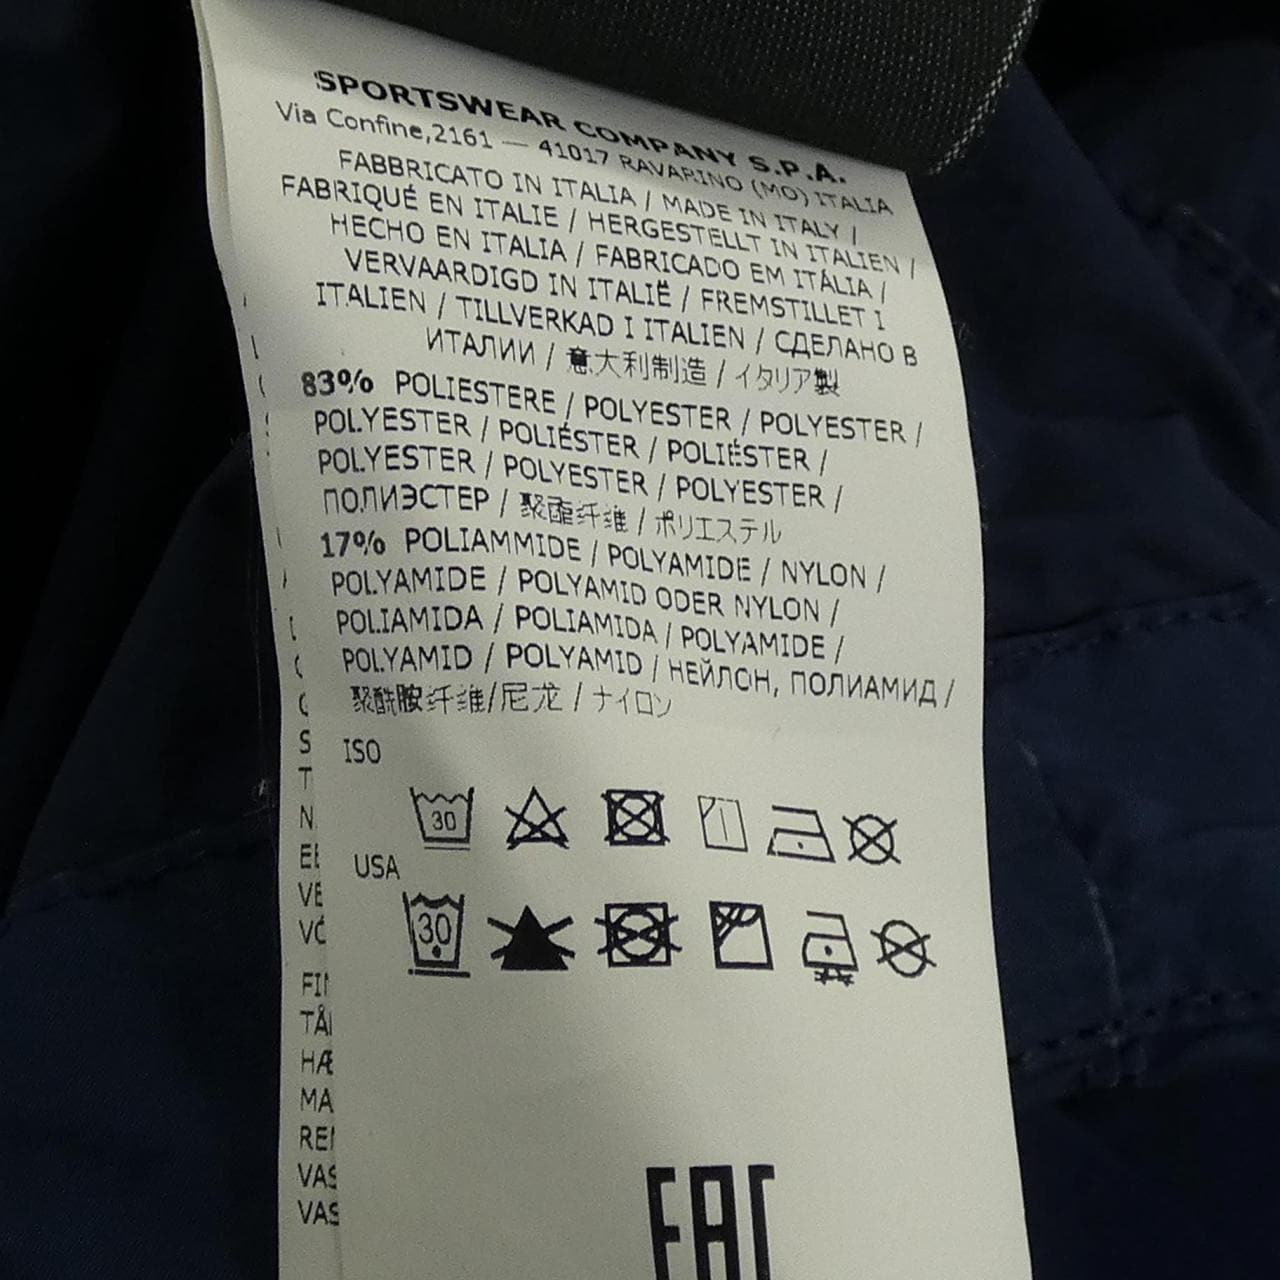 SPORTSWEAR COMPANY S.P.A.
Via Confine,2161 — 41017 RAVARINO (MO) ITALIA
FABBRICATO IN ITALIA / MADE IN ITALY /
FABRIQUÉ EN ITALIE / HERGESTELLT IN ITALIEN /
HECHO EN ITALIA / FABRICADO EM ITÁLIA /
VERVAARDIGD IN ITALIË / FREMSTILLET I
ITALIEN / TILLVERKAD I ITALIEN / СДЕЛАНО В
ИТАЛИИ / 意大利制造 / イタリア製
83% POLIESTERE / POLYESTER / POLYESTER /
POLYESTER / POLIÉSTER / POLIÉSTER /
POLYESTER / POLYESTER / POLYESTER /
ПОЛИЭСТЕР / 聚酯纤维 / ポリエステル
17% POLIAMMIDE / POLYAMIDE / NYLON /
POLYAMIDE / POLYAMID ODER NYLON /
POLIAMIDA / POLIAMIDA / POLYAMIDE /
POLYAMID / POLYAMID / НЕЙЛОН, ПОЛИАМИД /
聚酰胺纤维/尼龙 / ナイロン
ISO
30
USA
30
EAC